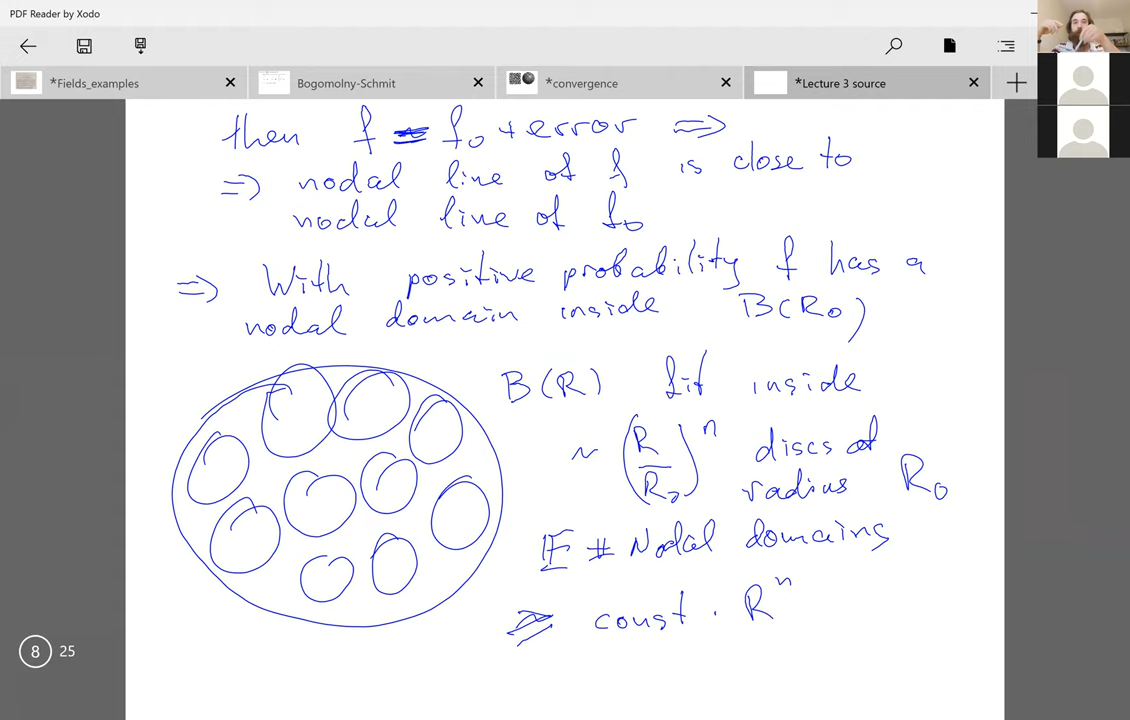 PDF Reader by Xodo
*Fields_examples
Bogomolny-Schmit
*convergence
*Lecture 3 source
then f = f₀ + error ⇒
⇒ nodal line of f is close to
nodal line of f₀
⇒ With positive probability f has a
nodal domain inside B(R₀)
B(R) fit inside
~ (R/R₀)ⁿ discs of
radius R₀
E # Nodal domains
≥ const · Rⁿ
8 25